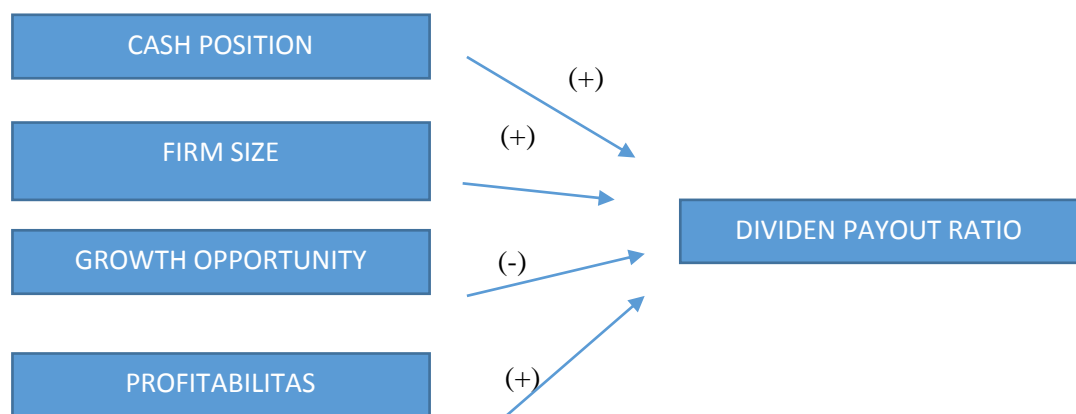 CASH POSITION
(+)
FIRM SIZE
(+)
GROWTH OPPORTUNITY
(-)
PROFITABILITAS
(+)
DIVIDEN PAYOUT RATIO